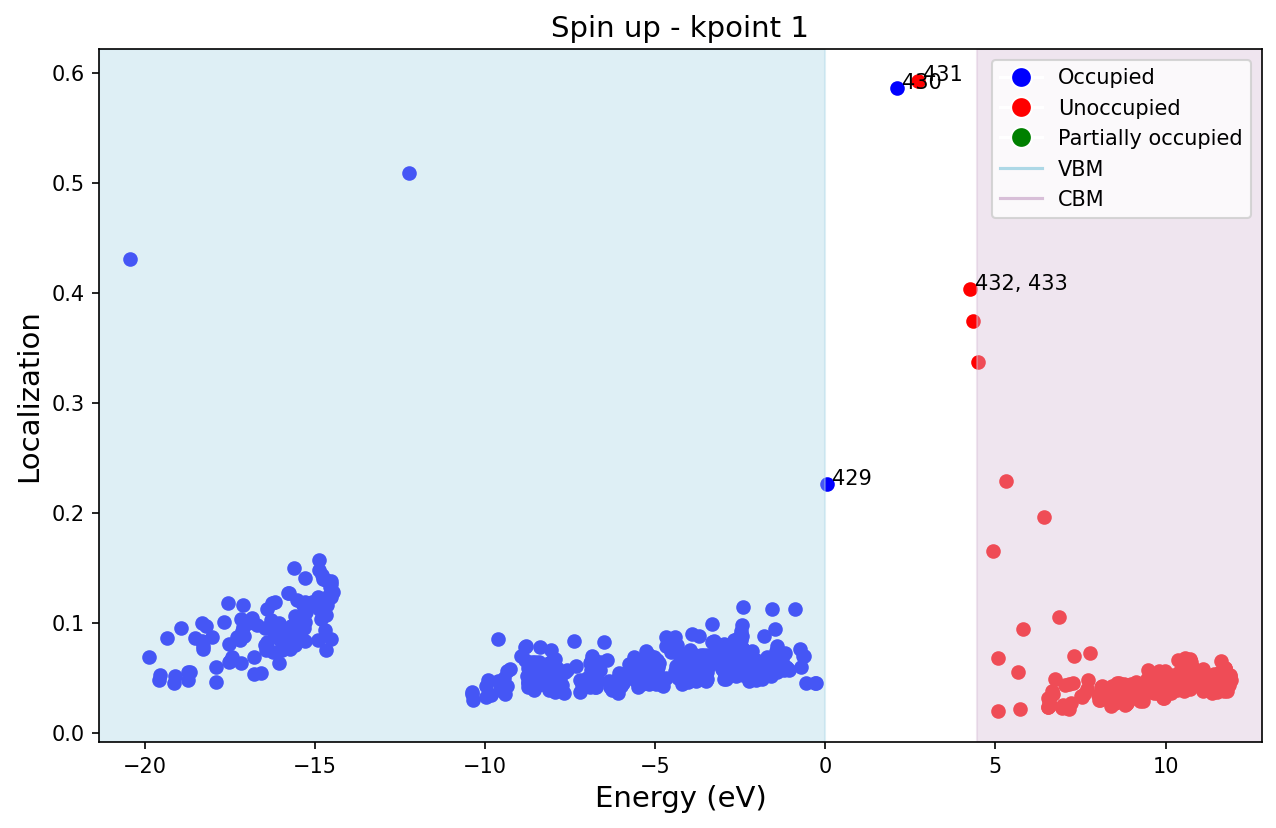 Spin up - kpoint 1
Localization
0.6
0.5
0.4
0.3
0.2
0.1
0.0
431
430
432, 433
429
Occupied
Unoccupied
Partially occupied
VBM
CBM
−20
−15
−10
−5
0
5
10
Energy (eV)